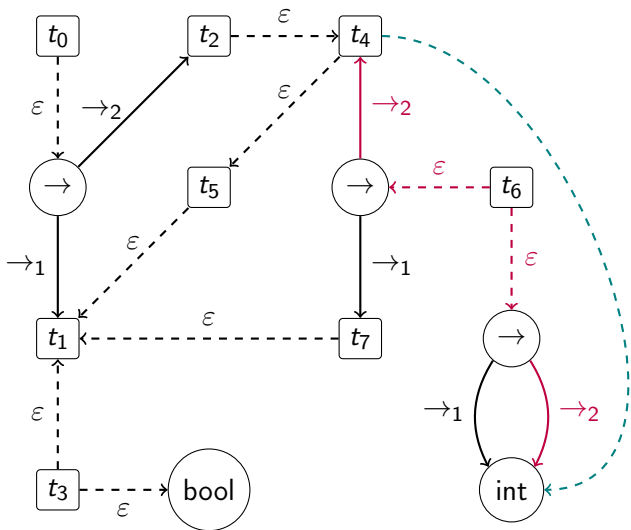 t₀ t₂ ε t₄
ε →₂ ε →₂
→ t₅ → ε t₆
→₁ ε →₁ ε
t₁ ε t₇ →
ε →₁ →₂
t₃ ε bool int